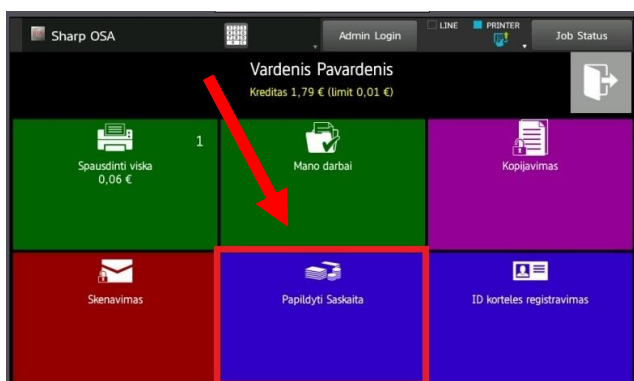 Sharp OSA
Admin Login
LINE
PRINTER
Job Status
Vardenis Pavardenis
Kreditas 1,79 € (limit 0,01 €)
1
Spausdinti viska
0,06 €
Mano darbai
Kopijavimas
Skenavimas
Papildyti Saskaita
ID korteles registravimas